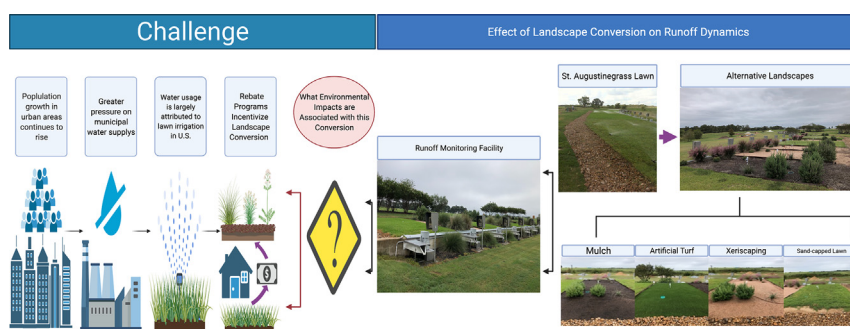 Challenge
Effect of Landscape Conversion on Runoff Dynamics
Poplulation
growth in
urban areas
continues to
rise
Greater
pressure on
municipal
water supplys
Water usage
is largely
attributed to
lawn irrigation
in U.S.
Rebate
Programs
Incentivize
Landscape
Conversion
What Environmental
Impacts are
Associated with this
Conversion
?
$
Runoff Monitoring Facility
St. Augustinegrass Lawn
Alternative Landscapes
Mulch
Artificial Turf
Xeriscaping
Sand-capped Lawn